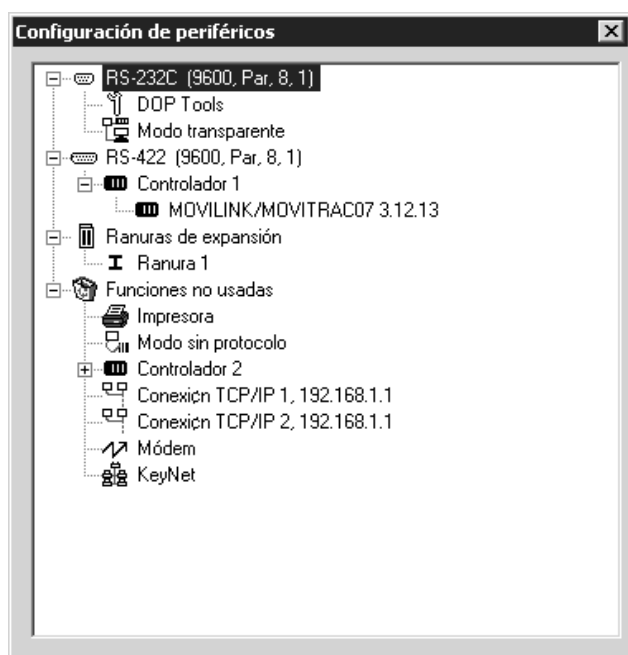 Configuración de periféricos
RS-232C (9600, Par, 8, 1)
DOP Tools
Modo transparente
RS-422 (9600, Par, 8, 1)
Controlador 1
MOVILINK/MOVITRAC07 3.12.13
Ranuras de expansión
Ranura 1
Funciones no usadas
Impresora
Modo sin protocolo
Controlador 2
Conexión TCP/IP 1, 192.168.1.1
Conexión TCP/IP 2, 192.168.1.1
Módem
KeyNet